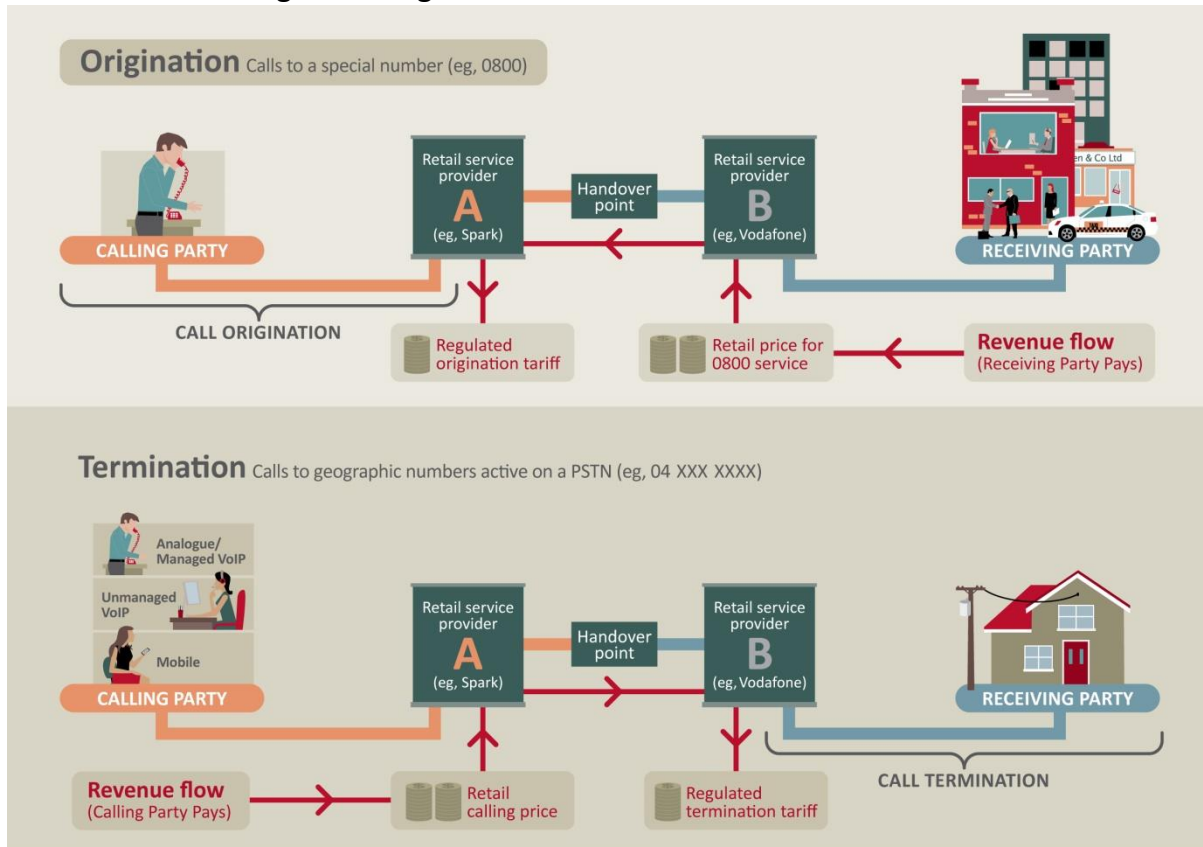 Origination Calls to a special number (eg, 0800)
Retail service
provider
A
(eg, Spark)
Handover
point
Retail service
provider
B
(eg, Vodafone)
en & Co Ltd
CALLING PARTY
RECEIVING PARTY
CALL ORIGINATION
Regulated
origination tariff
Retail price for
0800 service
Revenue flow
(Receiving Party Pays)
Termination Calls to geographic numbers active on a PSTN (eg, 04 XXX XXXX)
Analogue/
Managed VoIP
Unmanaged
VoIP
Mobile
CALLING PARTY
Retail service
provider
A
(eg, Spark)
Handover
point
Retail service
provider
B
(eg, Vodafone)
RECEIVING PARTY
CALL TERMINATION
Revenue flow
(Calling Party Pays)
Retail
calling price
Regulated
termination tariff